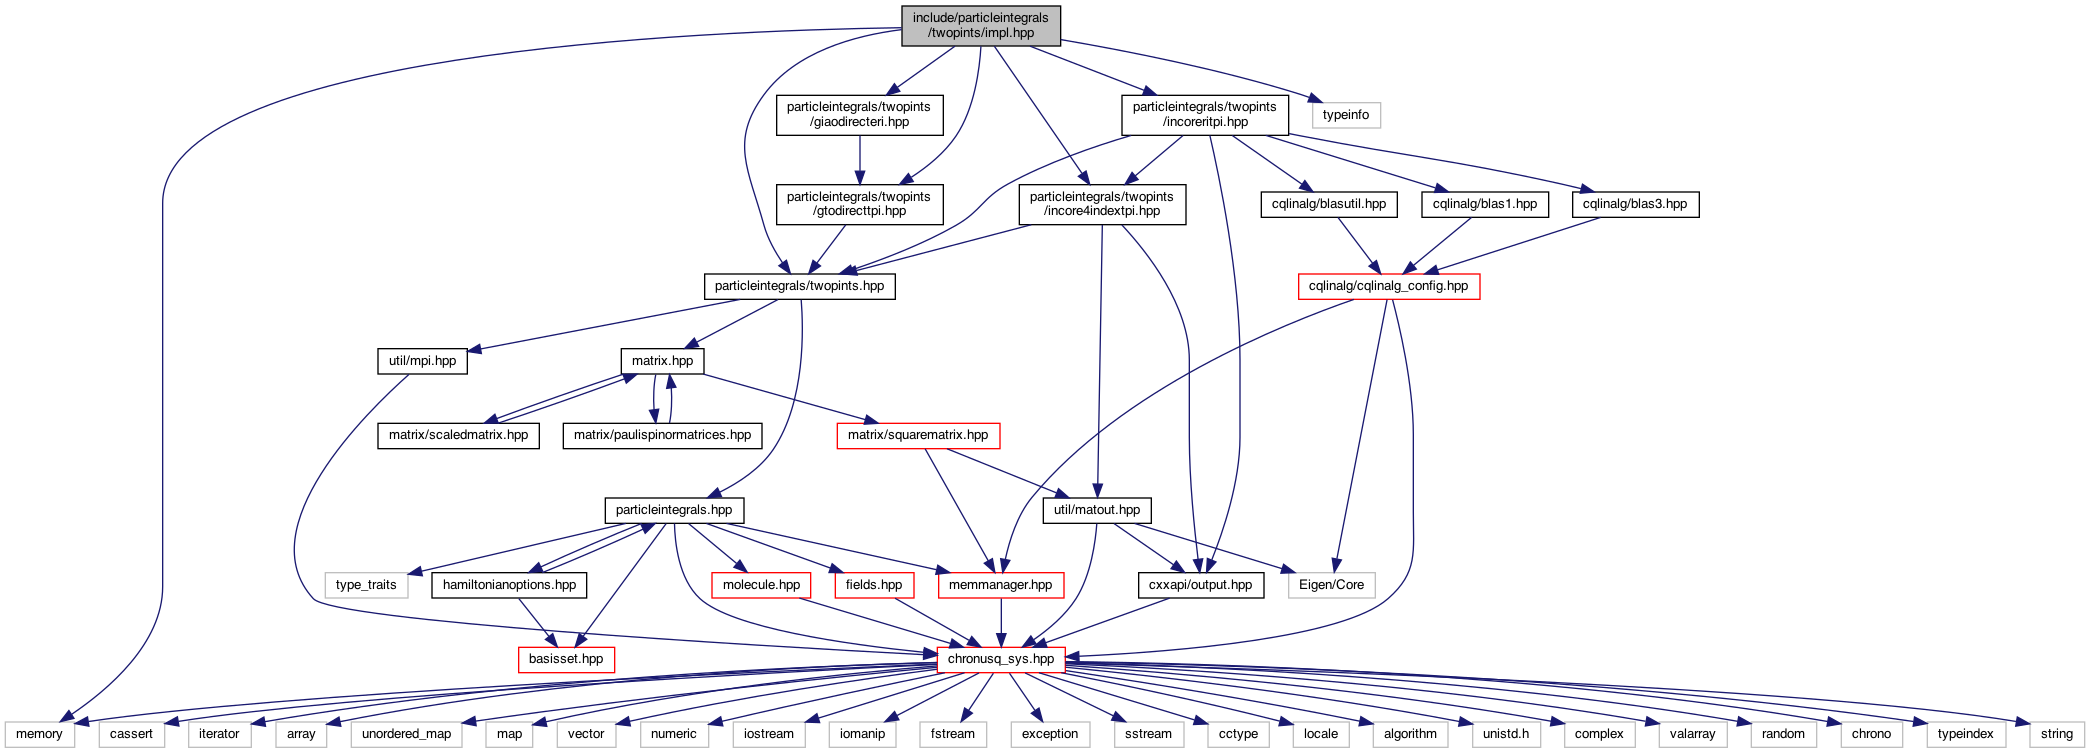 include/particleintegrals
/twopints/impl.hpp
particleintegrals/twopints
/giaodirecteri.hpp
particleintegrals/twopints
/incoreritpi.hpp
typeinfo
particleintegrals/twopints
/gtodirecttpi.hpp
particleintegrals/twopints
/incore4indextpi.hpp
cqlinalg/blasutil.hpp
cqlinalg/blas1.hpp
cqlinalg/blas3.hpp
particleintegrals/twopints.hpp
cqlinalg/cqlinalg_config.hpp
util/mpi.hpp
matrix.hpp
matrix/scaledmatrix.hpp
matrix/paulispinormatrices.hpp
matrix/squarematrix.hpp
particleintegrals.hpp
util/matout.hpp
type_traits
hamiltonianoptions.hpp
molecule.hpp
fields.hpp
memmanager.hpp
cxxapi/output.hpp
Eigen/Core
basisset.hpp
chronusq_sys.hpp
memory
cassert
iterator
array
unordered_map
map
vector
numeric
iostream
iomanip
fstream
exception
sstream
cctype
locale
algorithm
unistd.h
complex
valarray
random
chrono
typeindex
string